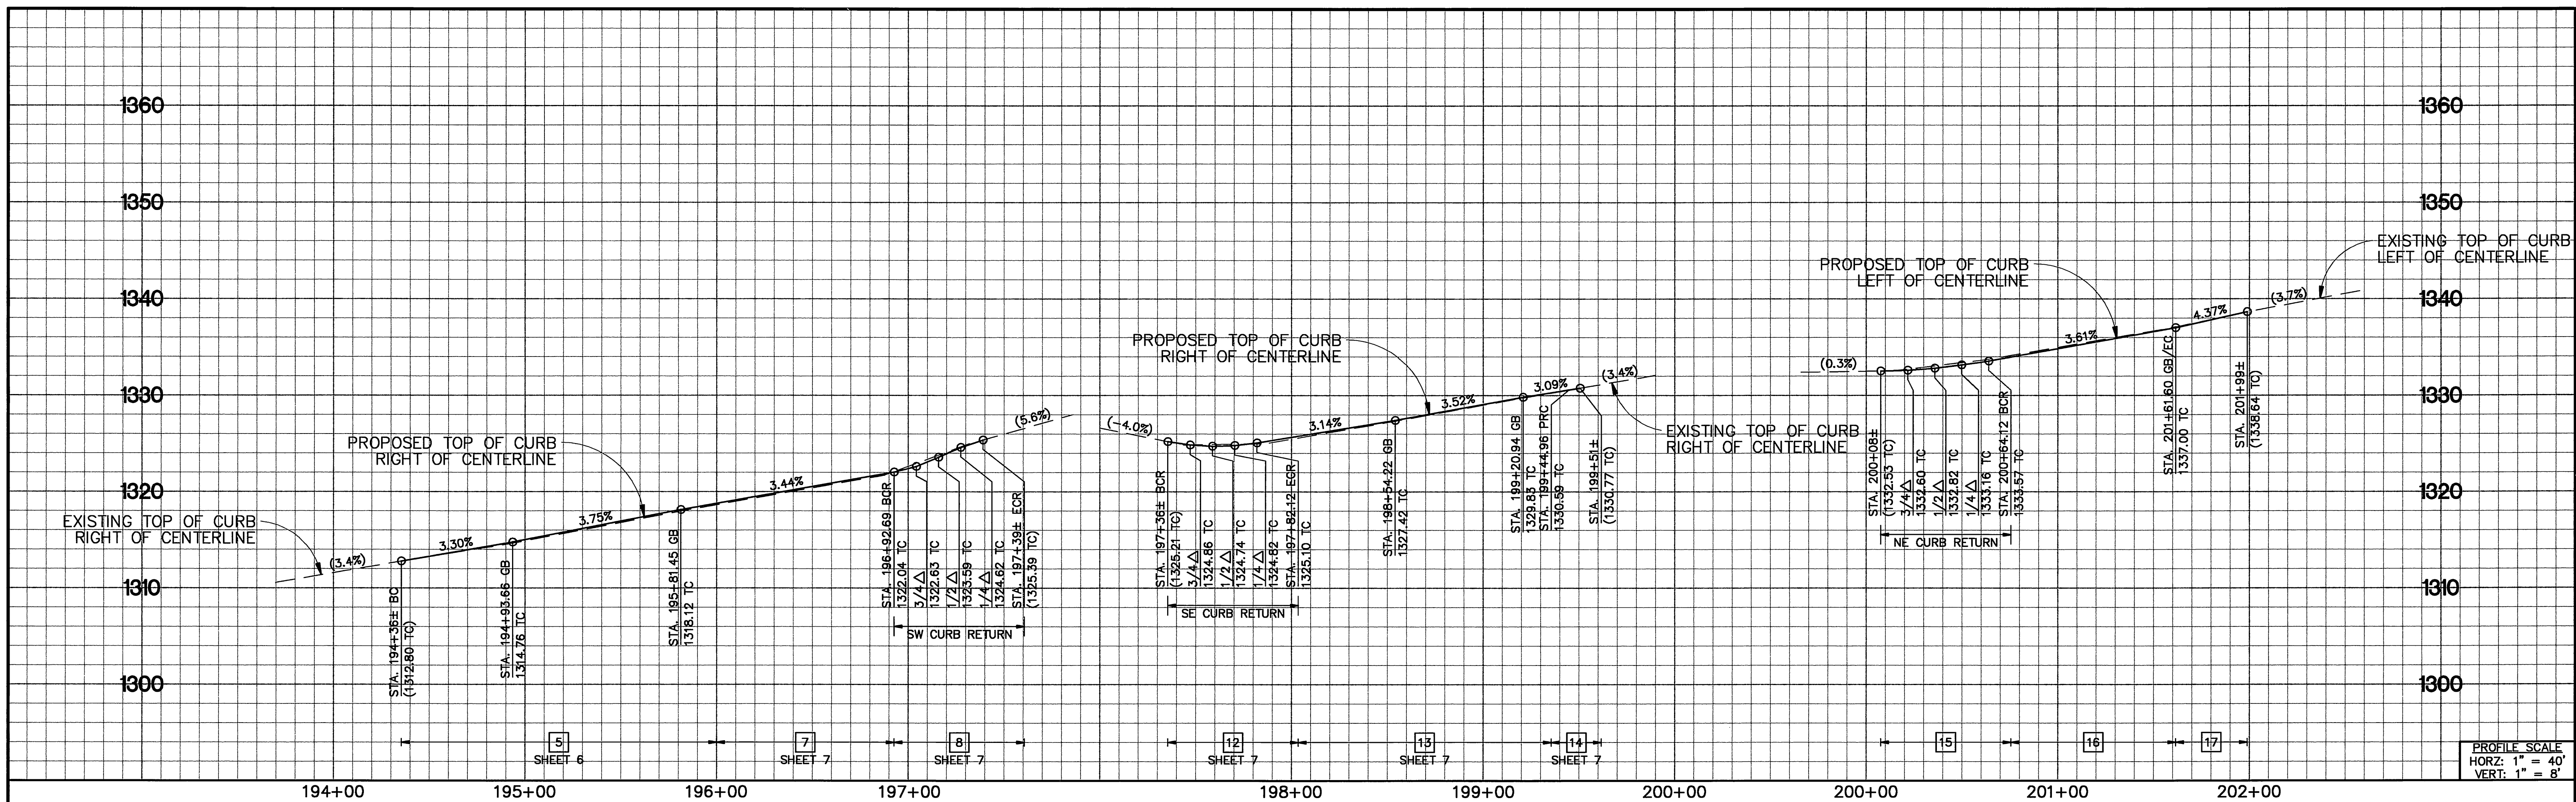 1360
1360
1350
1350
1340
1340
1330
1330
1320
1320
1310
1310
1300
1300
EXISTING TOP OF CURB
RIGHT OF CENTERLINE
(3.4%)
3.30%
3.75%
3.44%
PROPOSED TOP OF CURB
RIGHT OF CENTERLINE
(5.6%)
STA. 194+36± BC
(1312.80 TC)
STA. 194+93.66 GB
1314.76 TC
STA. 195-81.45 GB
1318.12 TC
STA. 196+92.69 BCR
1322.04 TC
3/4 △
1322.63 TC
1/2 △
1323.59 TC
1/4 △
1324.62 TC
STA. 197+39± ECR
(1325.39 TC)
SW CURB RETURN
(-4.0%)
PROPOSED TOP OF CURB
RIGHT OF CENTERLINE
3.14%
3.52%
3.09%
(3.4%)
EXISTING TOP OF CURB
RIGHT OF CENTERLINE
STA. 197+36± BCR
(1325.21 TC)
3/4 △
1324.86 TC
1/2 △
1324.74 TC
1/4 △
1324.82 TC
STA. 197+82.12 ECR
1325.10 TC
SE CURB RETURN
STA. 198+54.22 GB
1327.42 TC
STA. 199+20.94 GB
1329.83 TC
STA. 199+44.96 PRC
1330.59 TC
STA. 199+51±
(1330.77 TC)
(0.3%)
PROPOSED TOP OF CURB
LEFT OF CENTERLINE
3.61%
4.37%
(3.7%)
EXISTING TOP OF CURB
LEFT OF CENTERLINE
STA. 200+08±
(1332.53 TC)
3/4 △
1332.60 TC
1/2 △
1332.82 TC
1/4 △
1333.16 TC
STA. 200+64.12 BCR
1333.57 TC
NE CURB RETURN
STA. 201+61.60 GB/EC
1337.00 TC
STA. 201+99±
(1338.64 TC)
5
SHEET 6
7
SHEET 7
8
SHEET 7
12
SHEET 7
13
SHEET 7
14
SHEET 7
15
16
17
PROFILE SCALE
HORZ: 1" = 40'
VERT: 1" = 8'
194+00
195+00
196+00
197+00
198+00
199+00
200+00
200+00
201+00
202+00